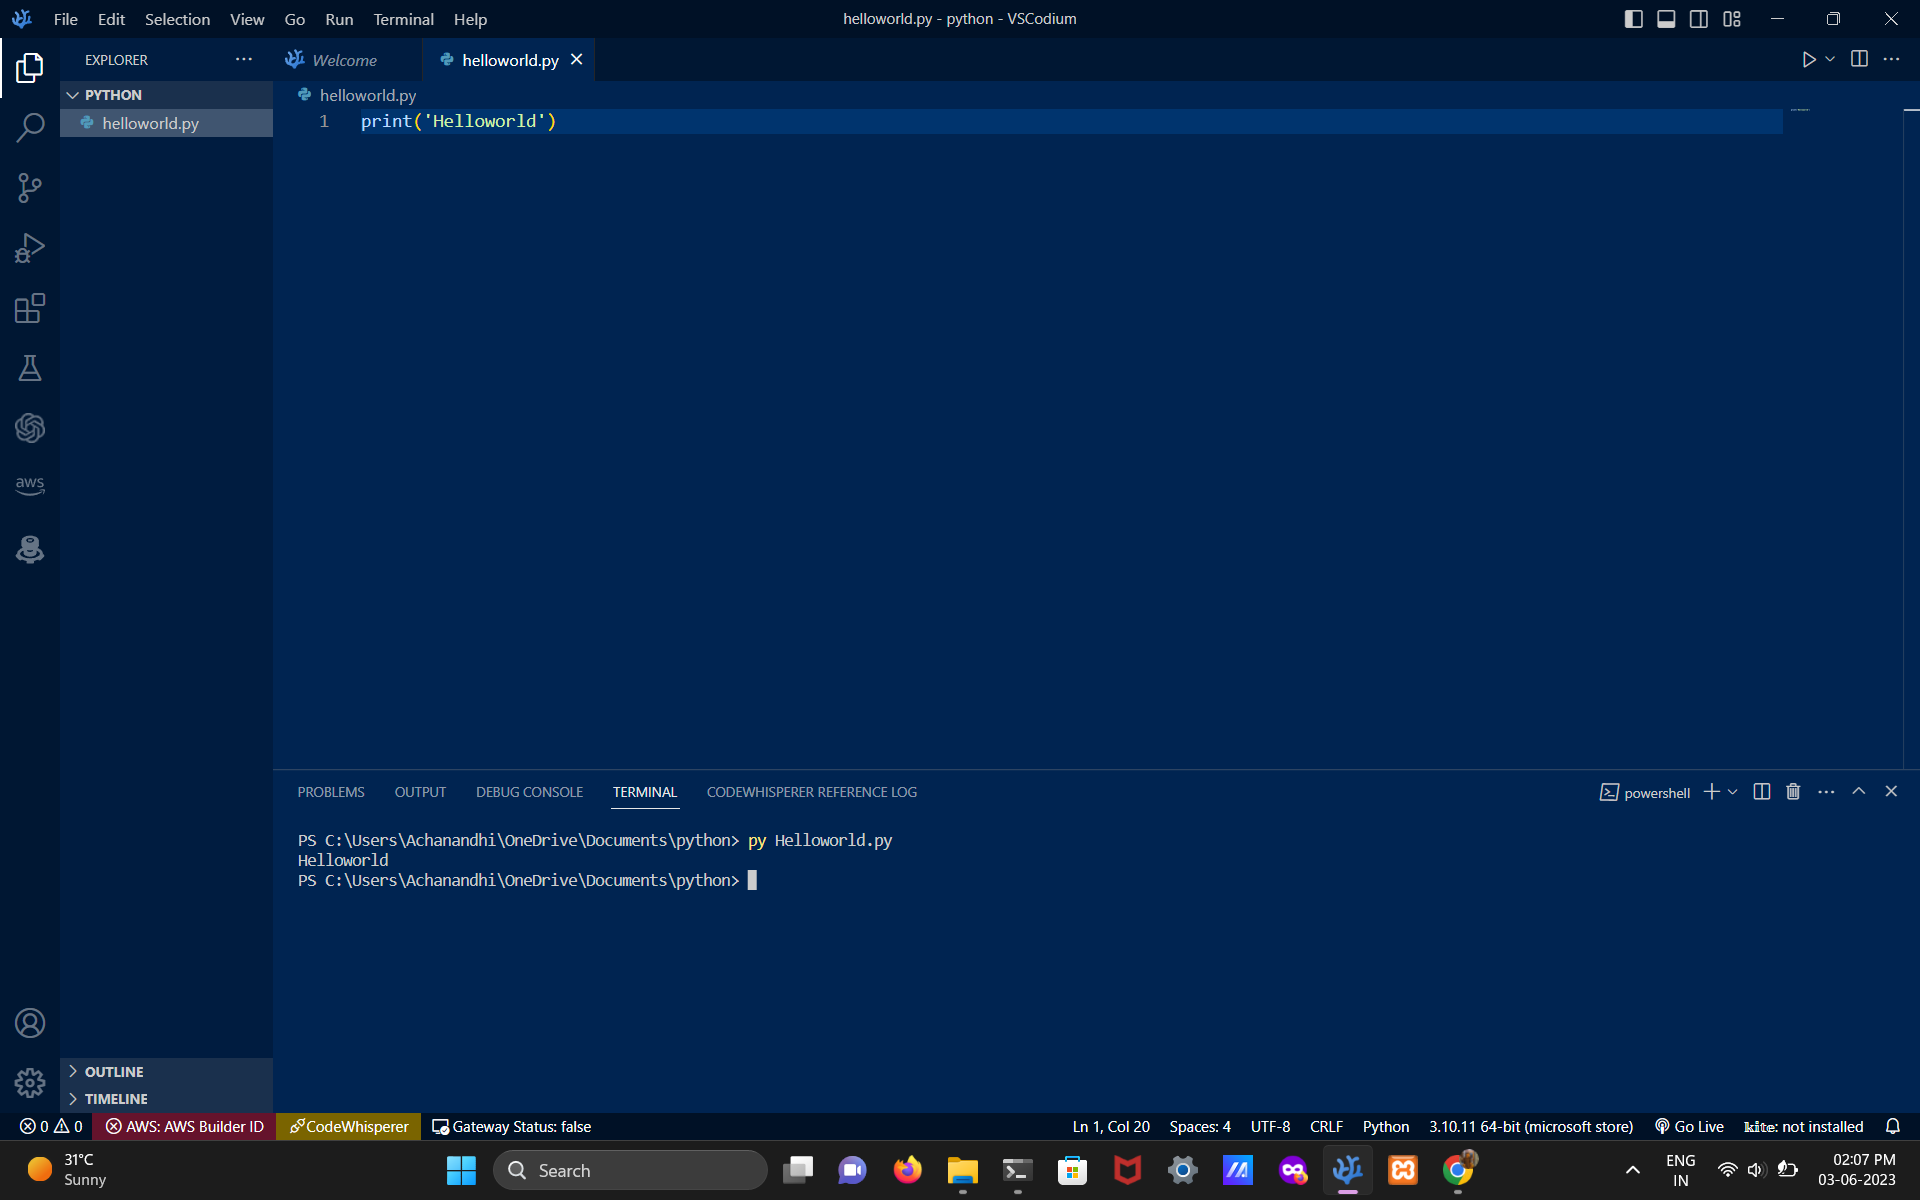 File Edit Selection View Go Run Terminal Help
helloworld.py - python - VSCodium
EXPLORER
Welcome
helloworld.py
PYTHON
helloworld.py
helloworld.py
1 print('Helloworld')
aws
PROBLEMS OUTPUT DEBUG CONSOLE TERMINAL CODEWHISPERER REFERENCE LOG
powershell
PS C:\Users\Achanandhi\OneDrive\Documents\python> py Helloworld.py
Helloworld
PS C:\Users\Achanandhi\OneDrive\Documents\python>
OUTLINE
TIMELINE
0 0 AWS: AWS Builder ID CodeWhisperer Gateway Status: false
Ln 1, Col 20 Spaces: 4 UTF-8 CRLF Python 3.10.11 64-bit (microsoft store) Go Live kite: not installed
31°C
Sunny
Search
ENG
IN
02:07 PM
03-06-2023